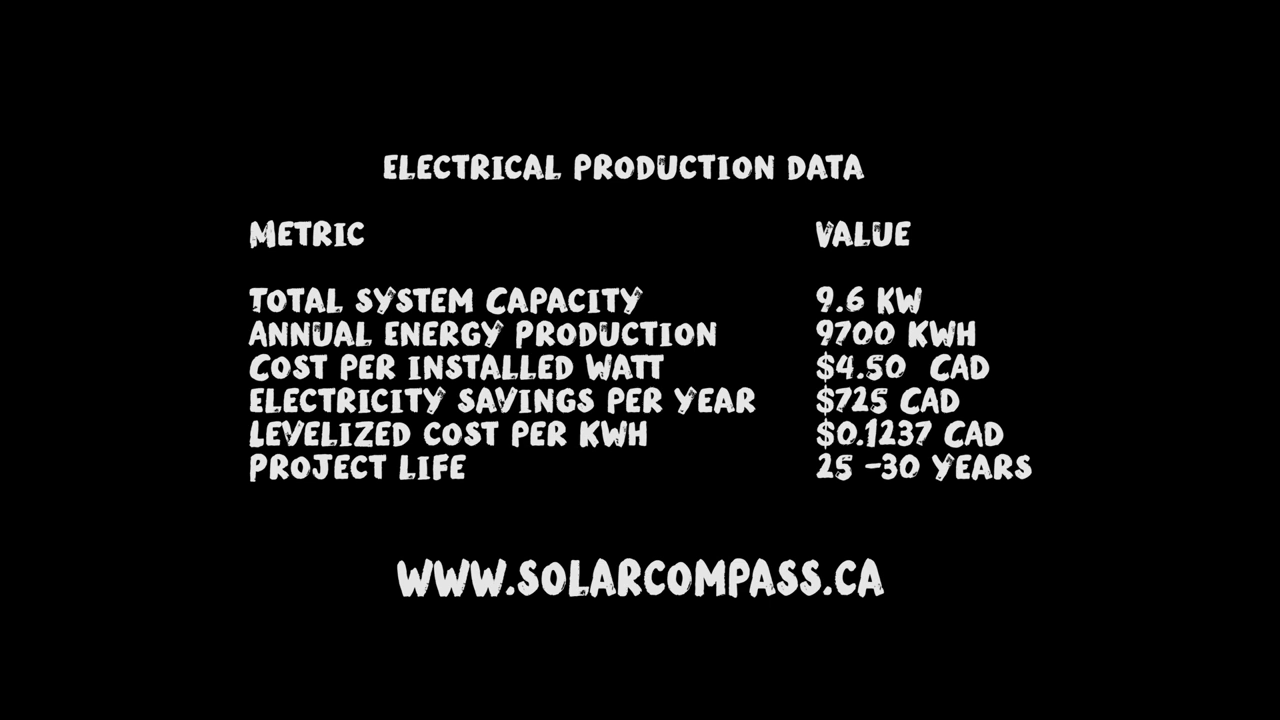 ELECTRICAL PRODUCTION DATA
METRIC VALUE
TOTAL SYSTEM CAPACITY 9.6 KW
ANNUAL ENERGY PRODUCTION 9700 KWH
COST PER INSTALLED WATT $4.50 CAD
ELECTRICITY SAVINGS PER YEAR $725 CAD
LEVELIZED COST PER KWH $0.1237 CAD
PROJECT LIFE 25 -30 YEARS
WWW.SOLARCOMPASS.CA